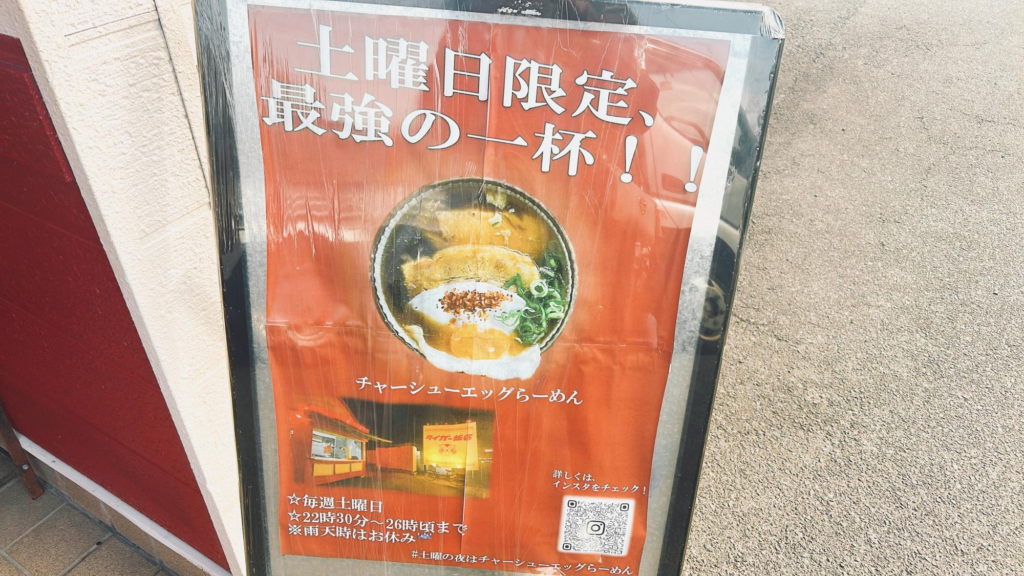 土曜日限定、
最強の一杯！！
チャーシューエッグらーめん
☆毎週土曜日
☆22時30分〜26時頃まで
※雨天時はお休み
詳しくは、
インスタをチェック！
#土曜の夜はチャーシューエッグらーめん